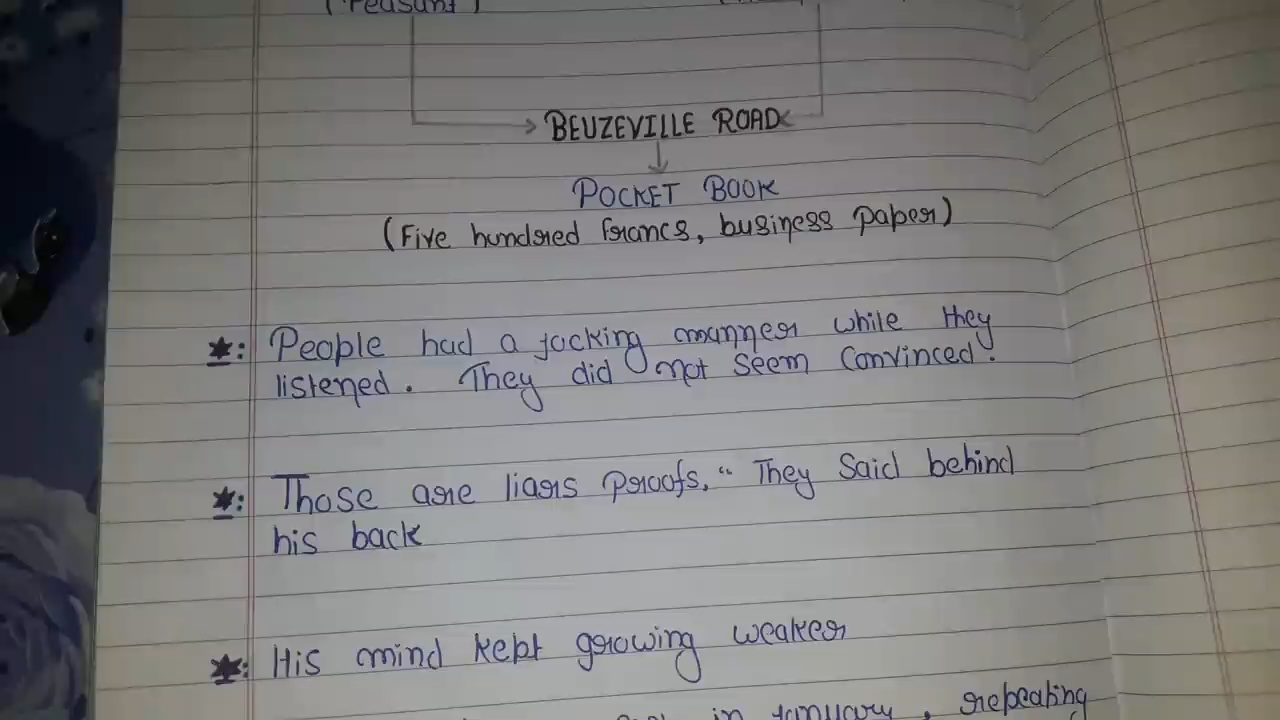 (Peasant)
BEUZEVILLE ROAD
POCKET BOOK
(Five hundred francs, business paper)
*: People had a jocking manner while they
listened. They did not seem convinced.
*: Those are liars proofs," They said behind
his back
*: His mind kept growing weaker
in January, repeating